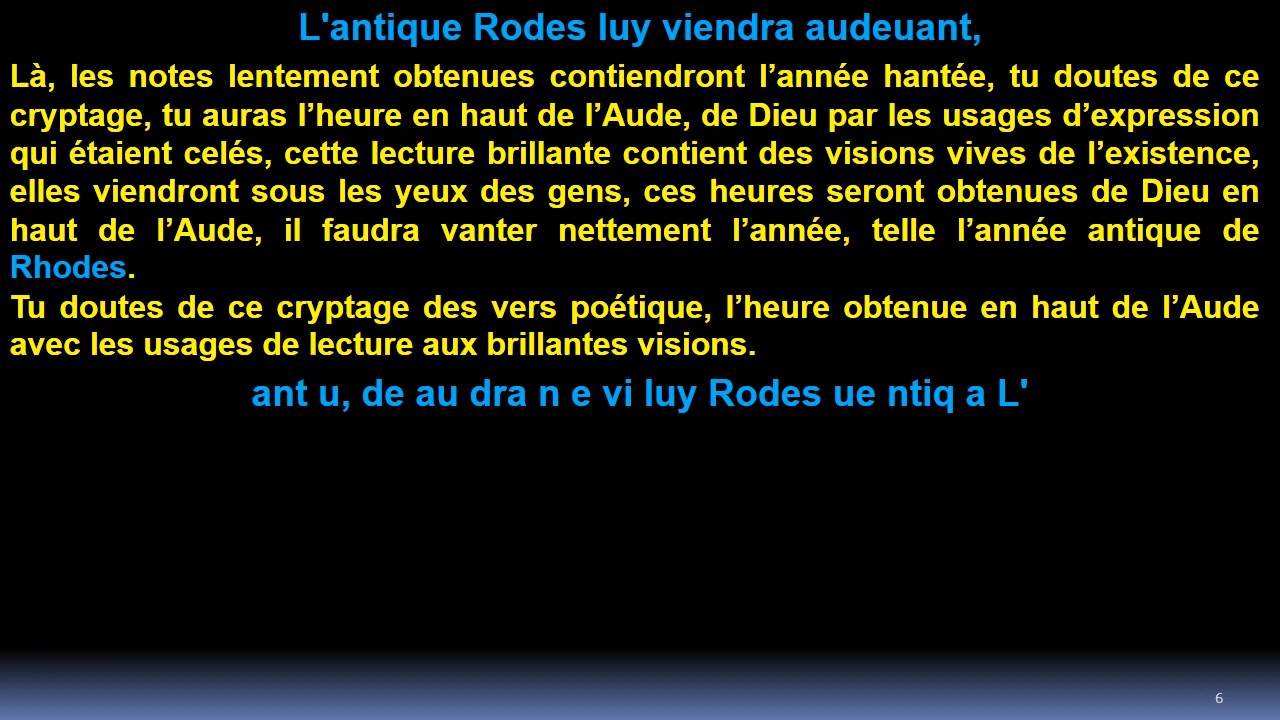 L'antique Rodes luy viendra audeuant,
Là, les notes lentement obtenues contiendront l’année hantée, tu doutes de ce
cryptage, tu auras l’heure en haut de l’Aude, de Dieu par les usages d’expression
qui étaient celés, cette lecture brillante contient des visions vives de l’existence,
elles viendront sous les yeux des gens, ces heures seront obtenues de Dieu en
haut de l’Aude, il faudra vanter nettement l’année, telle l’année antique de
Rhodes.
Tu doutes de ce cryptage des vers poétique, l’heure obtenue en haut de l’Aude
avec les usages de lecture aux brillantes visions.
ant u, de au dra n e vi luy Rodes ue ntiq a L'
6